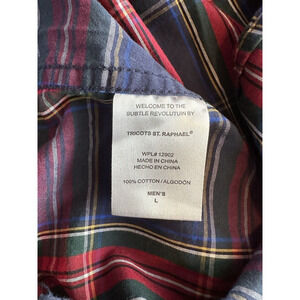 WELCOME TO THE
SUBTLE REVOLUTION BY
TRICOTS ST. RAPHAEL®
WPL# 12902
MADE IN CHINA
HECHO EN CHINA
100% COTTON/ALGODON
MEN'S
L